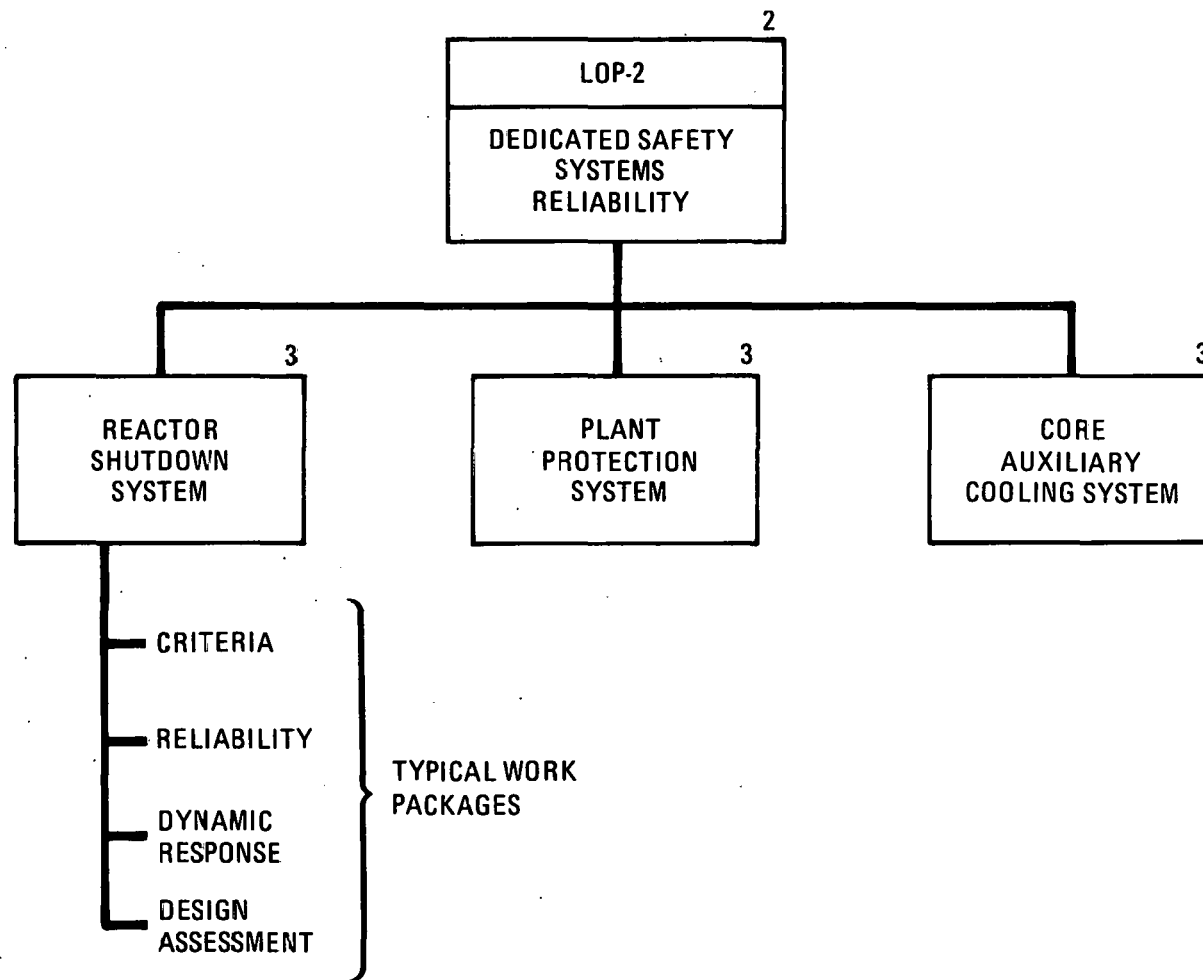 2
LOP-2
DEDICATED SAFETY
SYSTEMS
RELIABILITY
3
REACTOR
SHUTDOWN
SYSTEM
3
PLANT
PROTECTION
SYSTEM
3
CORE
AUXILIARY
COOLING SYSTEM
CRITERIA
RELIABILITY
DYNAMIC
RESPONSE
DESIGN
ASSESSMENT
TYPICAL WORK
PACKAGES